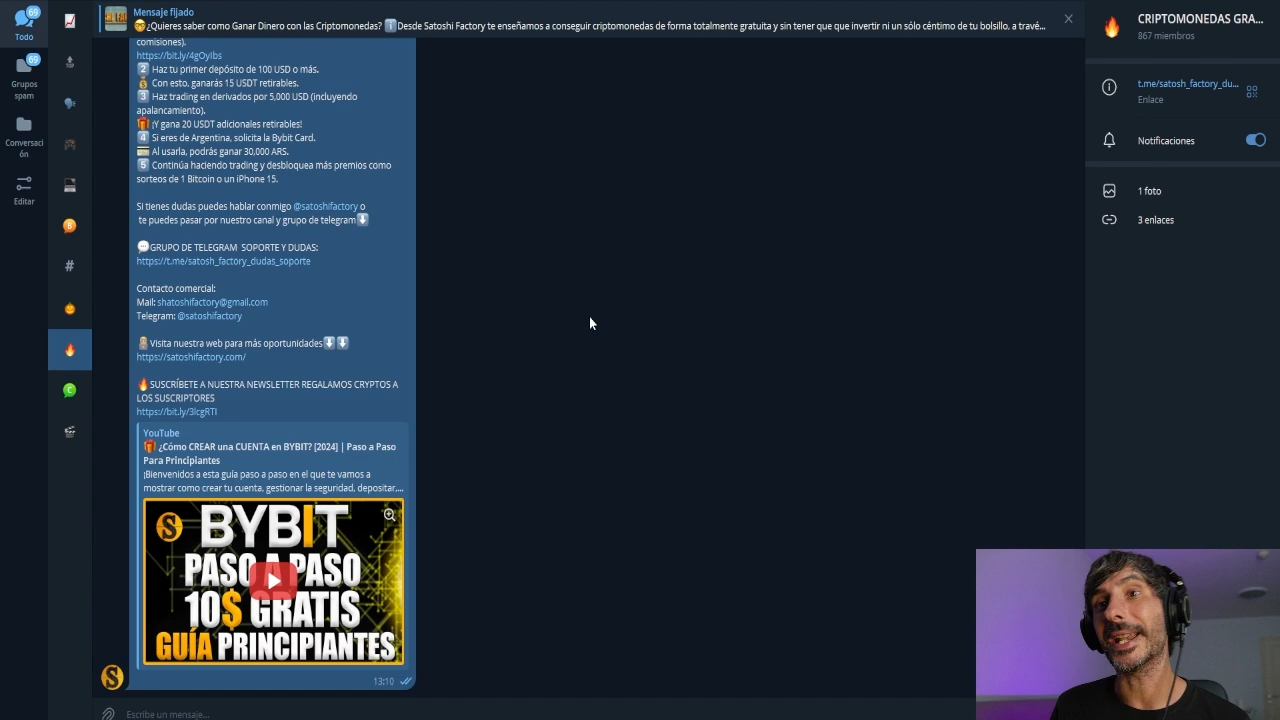 69
Todo
69
Grupos
spam
Conversaci
ón
Editar
Mensaje fijado
🤓¿Quieres saber como Ganar Dinero con las Criptomonedas? ℹ️Desde Satoshi Factory te enseñamos a conseguir criptomonedas de forma totalmente gratuita y sin tener que que invertir ni un sólo céntimo de tu bolsillo, a travé...
comisiones).
https://bit.ly/4gOyIbs
2️⃣ Haz tu primer depósito de 100 USD o más.
💰 Con esto, ganarás 15 USDT retirables.
3️⃣ Haz trading en derivados por 5,000 USD (incluyendo
apalancamiento).
🎁 ¡Y gana 20 USDT adicionales retirables!
4️⃣ Si eres de Argentina, solicita la Bybit Card.
💳 Al usarla, podrás ganar 30,000 ARS.
5️⃣ Continúa haciendo trading y desbloquea más premios como
sorteos de 1 Bitcoin o un iPhone 15.
Si tienes dudas puedes hablar conmigo @satoshifactory o
te puedes pasar por nuestro canal y grupo de telegram⬇️
💬GRUPO DE TELEGRAM SOPORTE Y DUDAS:
https://t.me/satosh_factory_dudas_soporte
Contacto comercial:
Mail: shatoshifactory@gmail.com
Telegram: @satoshifactory
Visita nuestra web para más oportunidades⬇️⬇️
https://satoshifactory.com/
🔥SUSCRÍBETE A NUESTRA NEWSLETTER REGALAMOS CRYPTOS A
LOS SUSCRIPTORES
https://bit.ly/3lcgRTI
YouTube
🎁 ¿Cómo CREAR una CUENTA en BYBIT? [2024] | Paso a Paso
Para Principiantes
¡Bienvenidos a esta guía paso a paso en el que te vamos a
mostrar como crear tu cuenta, gestionar la seguridad, depositar,...
BYBIT
PASO A PASO
10$ GRATIS
GUÍA PRINCIPIANTES
13:10
Escribe un mensaje...
CRIPTOMONEDAS GRA...
867 miembros
t.me/satosh_factory_du...
Enlace
Notificaciones
1 foto
3 enlaces